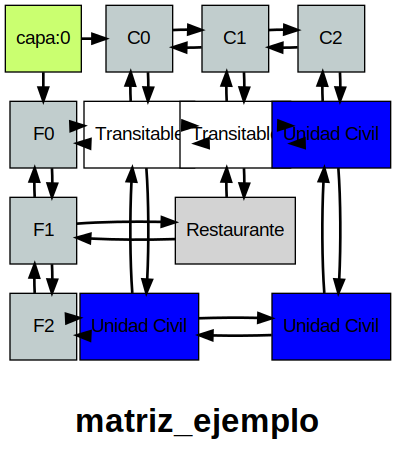 capa:0 C0 C1 C2
F0 Transitable Transitable Unidad Civil
F1 Restaurante
F2 Unidad Civil Unidad Civil
matriz_ejemplo